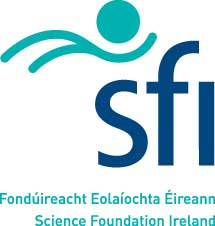 sfi
Fondúireacht Eolaíochta Éireann
Science Foundation Ireland